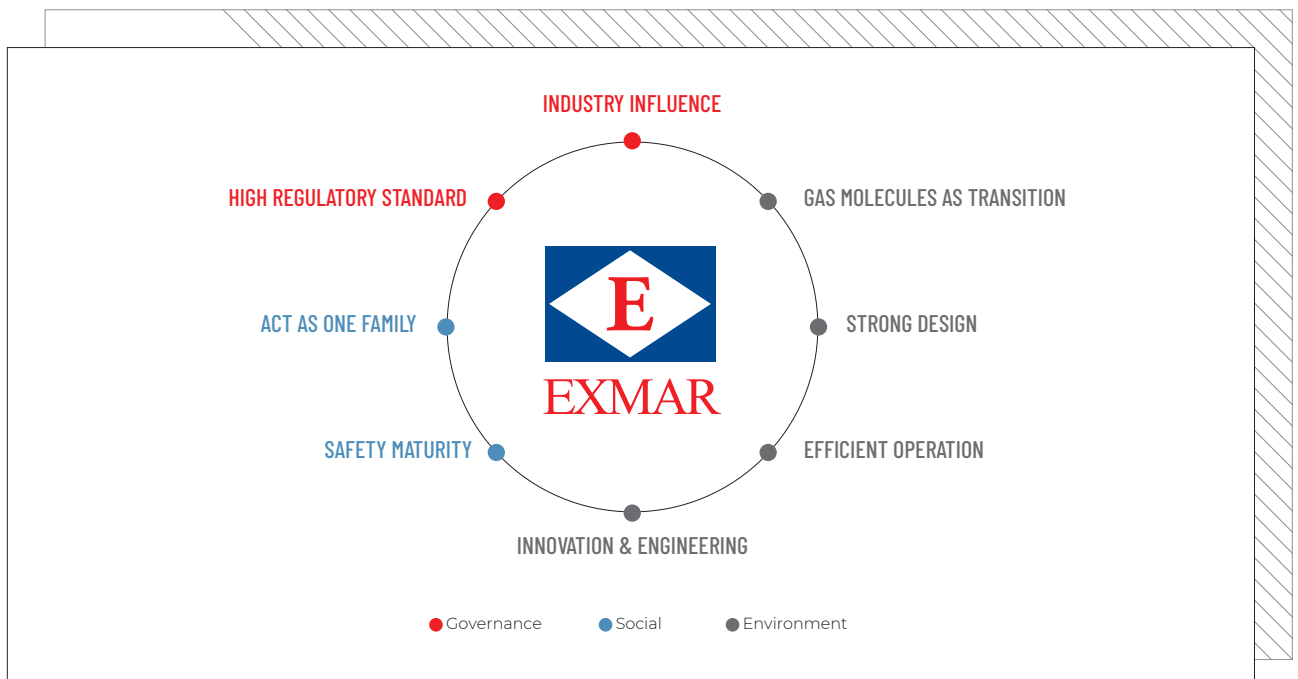 INDUSTRY INFLUENCE
HIGH REGULATORY STANDARD
GAS MOLECULES AS TRANSITION
E
ACT AS ONE FAMILY
STRONG DESIGN
EXMAR
SAFETY MATURITY
EFFICIENT OPERATION
INNOVATION & ENGINEERING
Governance
Social
Environment